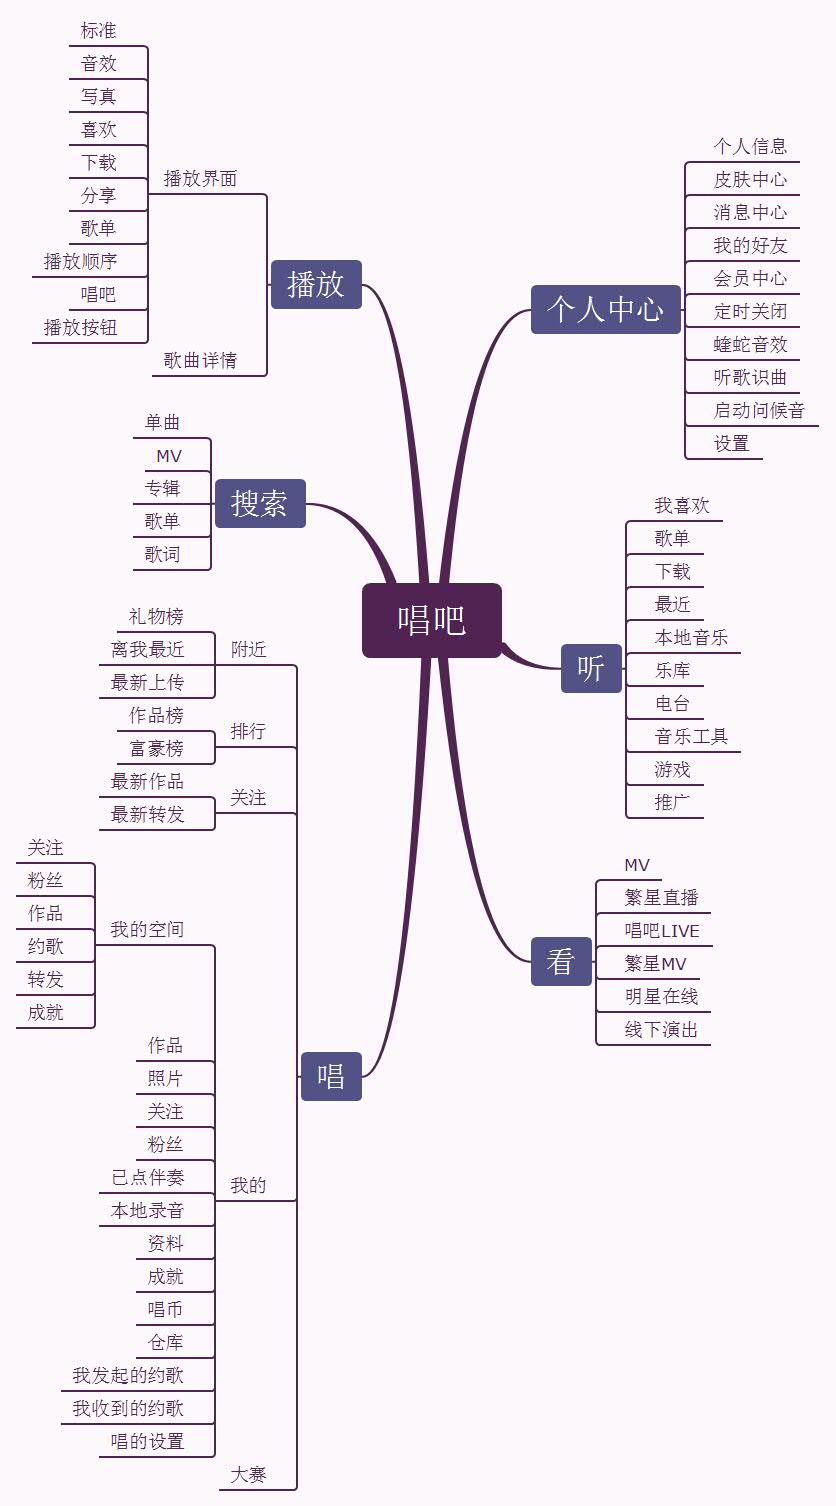 唱吧
播放
播放界面
标准
音效
写真
喜欢
下载
分享
歌单
播放顺序
唱吧
播放按钮
歌曲详情
搜索
单曲
MV
专辑
歌单
歌词
唱
附近
礼物榜
离我最近
最新上传
排行
作品榜
富豪榜
关注
最新作品
最新转发
我的
我的空间
关注
粉丝
作品
约歌
转发
成就
作品
照片
关注
粉丝
已点伴奏
本地录音
资料
成就
唱币
仓库
我发起的约歌
我收到的约歌
唱的设置
大赛
个人中心
个人信息
皮肤中心
消息中心
我的好友
会员中心
定时关闭
蝰蛇音效
听歌识曲
启动问候音
设置
听
我喜欢
歌单
下载
最近
本地音乐
乐库
电台
音乐工具
游戏
推广
看
MV
繁星直播
唱吧LIVE
繁星MV
明星在线
线下演出